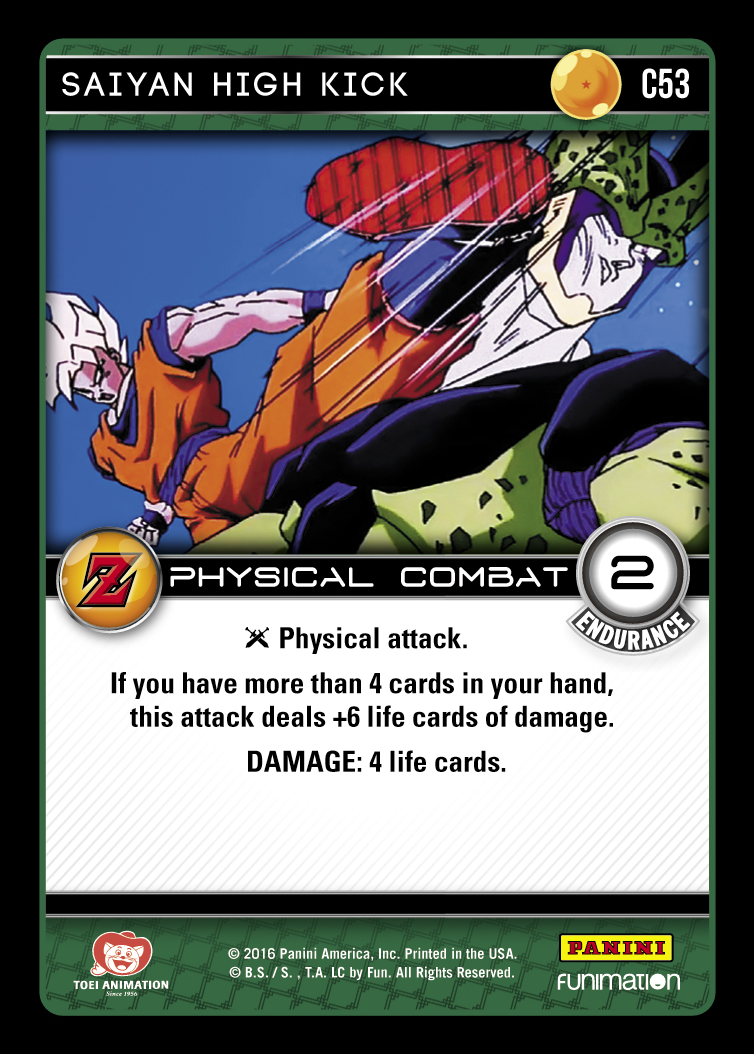 SAIYAN HIGH KICK
C53
Z
PHYSICAL COMBAT
2
ENDURANCE
Physical attack.
If you have more than 4 cards in your hand,
this attack deals +6 life cards of damage.
DAMAGE: 4 life cards.
TOEI ANIMATION
Since 1956
© 2016 Panini America, Inc. Printed in the USA.
© B.S. / S. , T.A. LC by Fun. All Rights Reserved.
PANINI
FUNIMATION